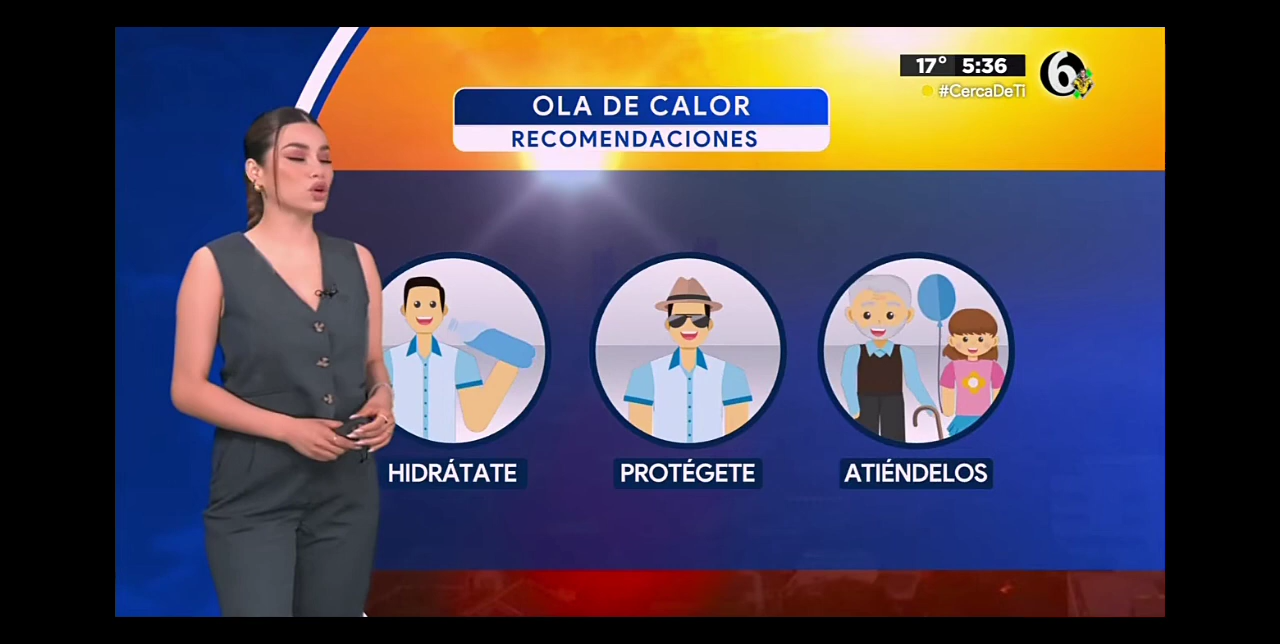 17° 5:36
6
#CercaDeTi
OLA DE CALOR
RECOMENDACIONES
HIDRÁTATE
PROTÉGETE
ATIÉNDELOS